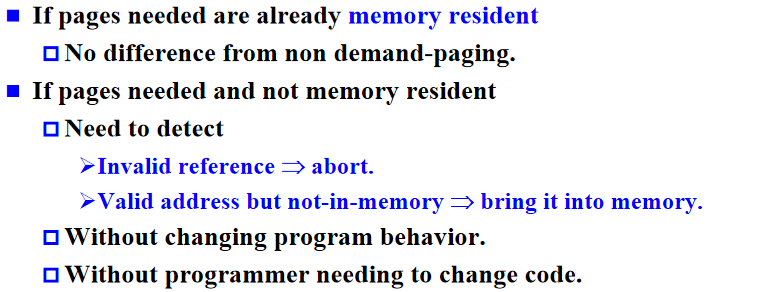 If pages needed are already memory resident
No difference from non demand-paging.
If pages needed and not memory resident
Need to detect
Invalid reference ⇒ abort.
Valid address but not-in-memory ⇒ bring it into memory.
Without changing program behavior.
Without programmer needing to change code.